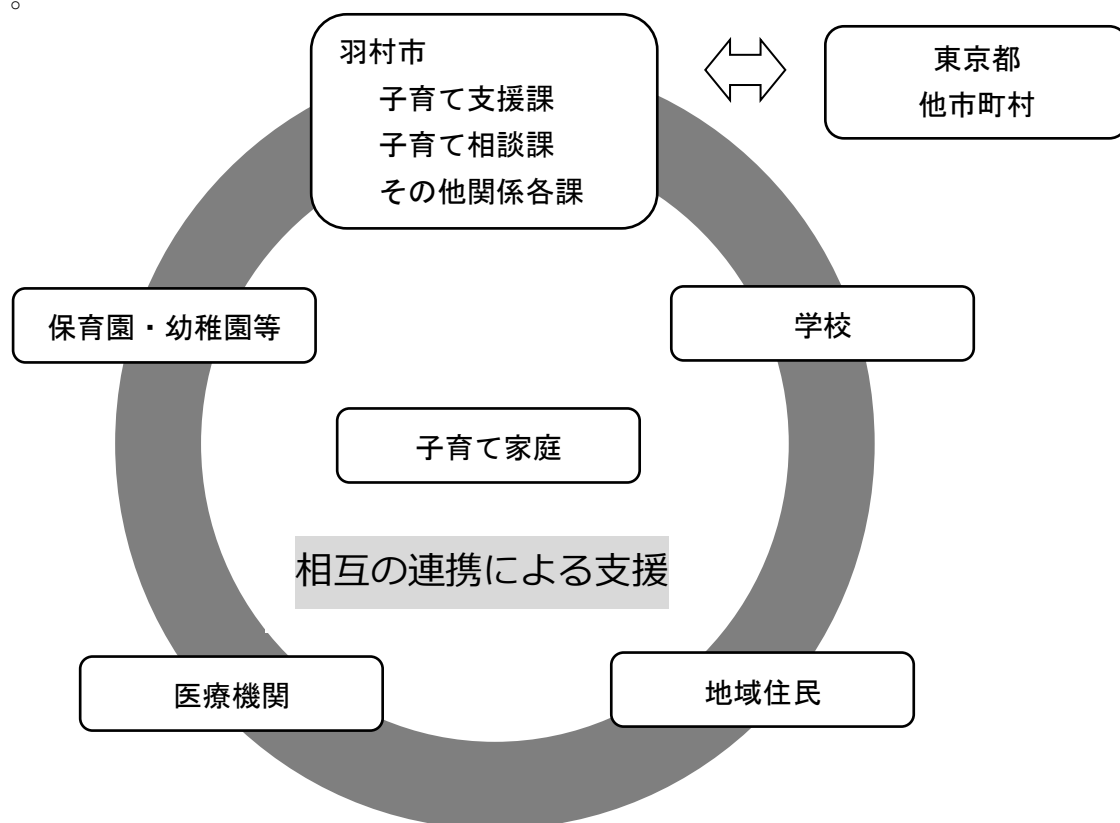 。
羽村市
子育て支援課
子育て相談課
その他関係各課
東京都
他市町村
保育園・幼稚園等
学校
子育て家庭
相互の連携による支援
医療機関
地域住民